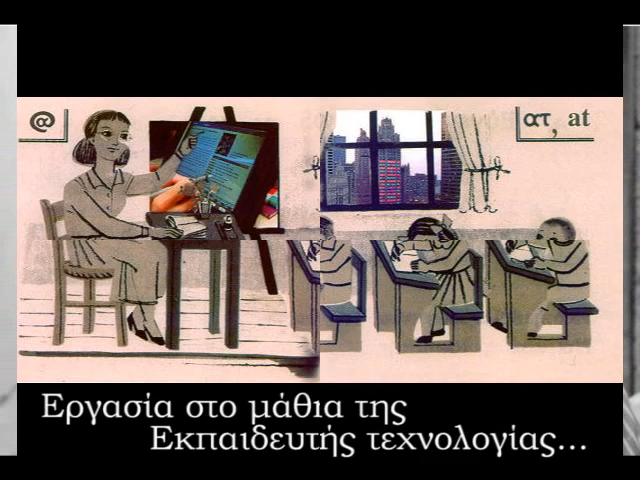 @
ατ, at
Εργασία στο μάθια της
Εκπαιδευτής τεχνολογίας...